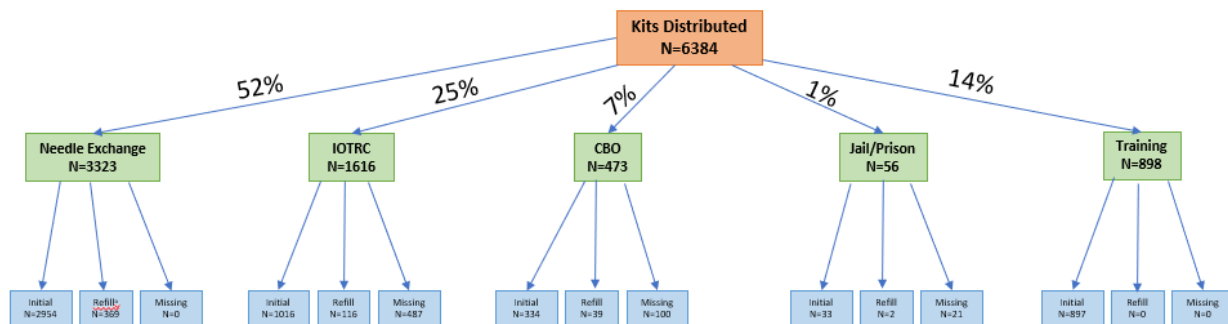 Kits Distributed
N=6384
52%
25%
7%
1%
14%
Needle Exchange
N=3323
IOTRC
N=1616
CBO
N=473
Jail/Prison
N=56
Training
N=898
Initial
N=2954
Refillᵃ
N=369
Missing
N=0
Initial
N=1016
Refill
N=116
Missing
N=487
Initial
N=334
Refill
N=39
Missing
N=100
Initial
N=33
Refill
N=2
Missing
N=21
Initial
N=897
Refill
N=0
Missing
N=0